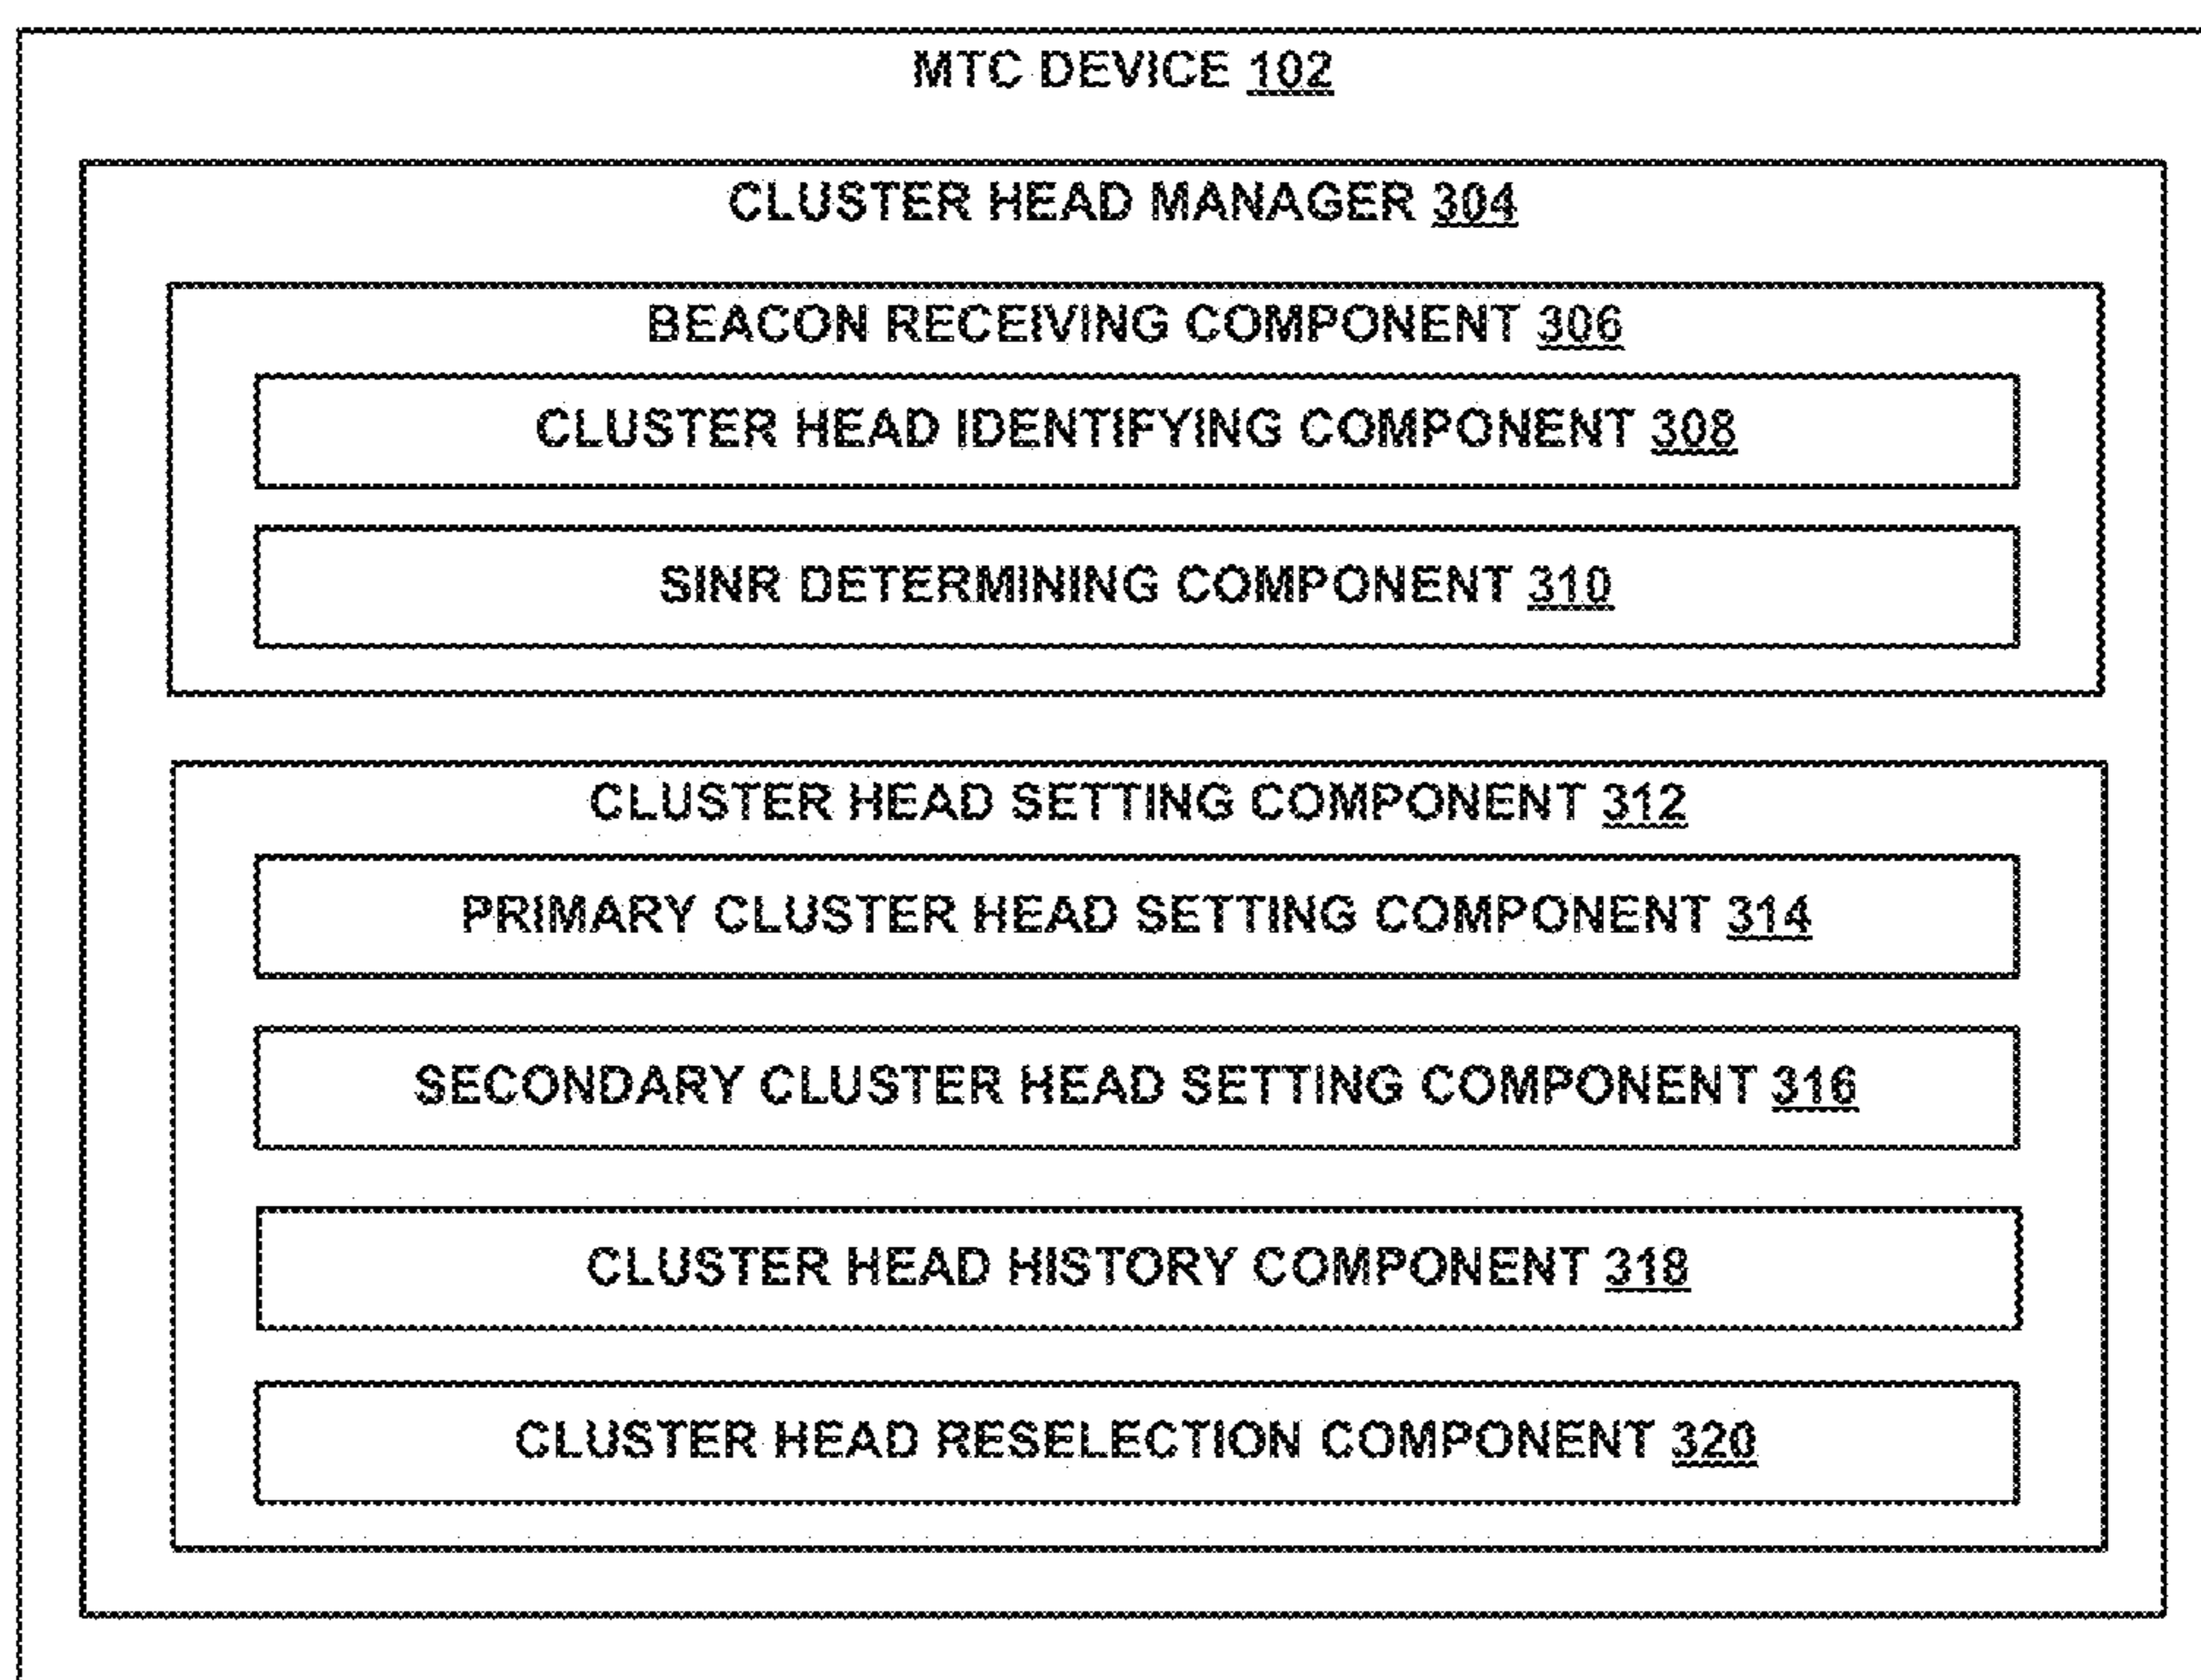 MTC DEVICE 102
CLUSTER HEAD MANAGER 304
BEACON RECEIVING COMPONENT 306
CLUSTER HEAD IDENTIFYING COMPONENT 308
SINR DETERMINING COMPONENT 310
CLUSTER HEAD SETTING COMPONENT 312
PRIMARY CLUSTER HEAD SETTING COMPONENT 314
SECONDARY CLUSTER HEAD SETTING COMPONENT 316
CLUSTER HEAD HISTORY COMPONENT 318
CLUSTER HEAD RESELECTION COMPONENT 320